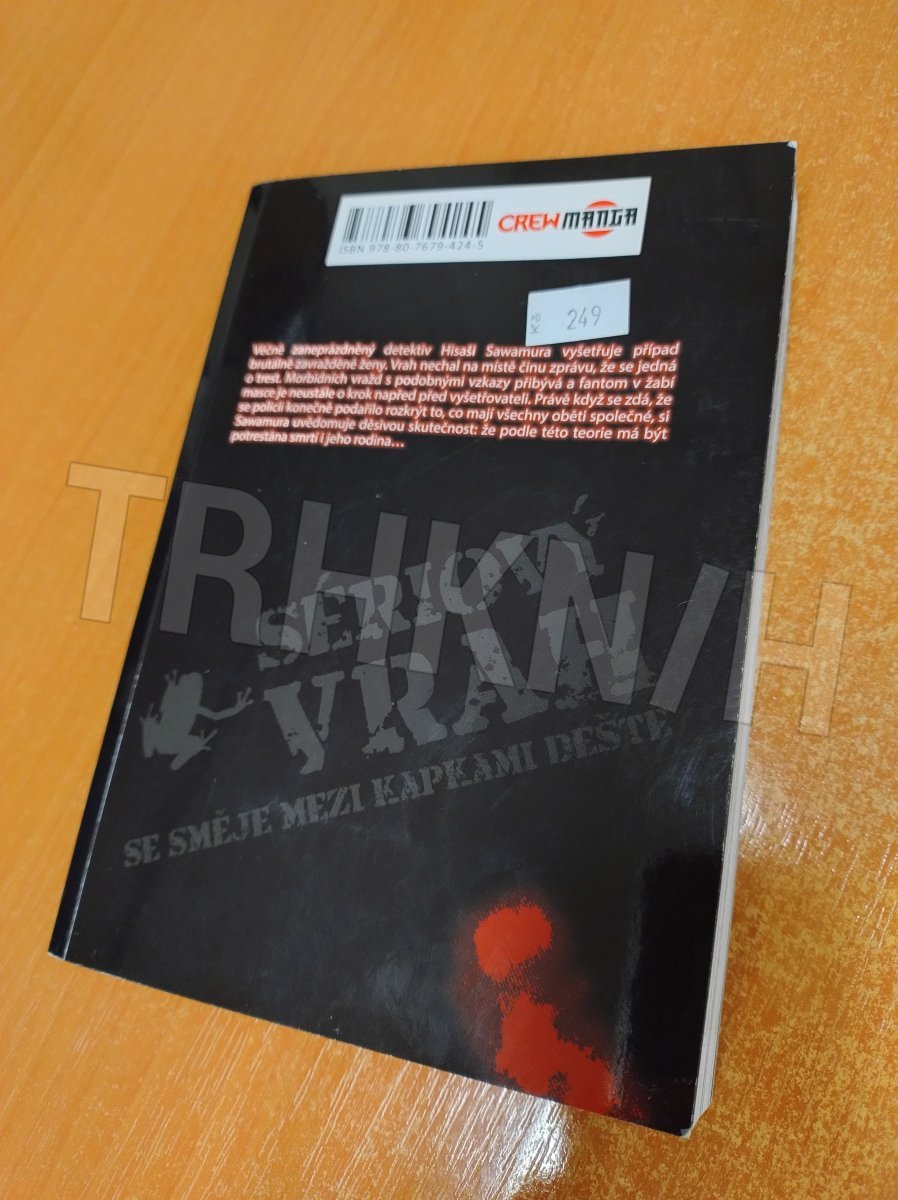 CREW MANGA
ISBN 978-80-7679-424-5
Kč 249
Věčně zaneprázdněný detektiv Hisaši Sawamura vyšetřuje případ
brutálně zavražděné ženy. Vrah nechal na místě činu zprávu, že se jedná
o trest. Morbidních vražd s podobnými vzkazy přibývá a fantom v žabí
masce je neustále o krok napřed před vyšetřovateli. Právě když se zdá, že
se policii konečně podařilo rozkrýt to, co mají všechny oběti společné, si
Sawamura uvědomuje děsivou skutečnost: že podle této teorie má být
potrestána smrtí i jeho rodina...
TRHKNIH
SÉRIOVÝ
VRAH
SE SMĚJE MEZI KAPKAMI DEŠTĚ